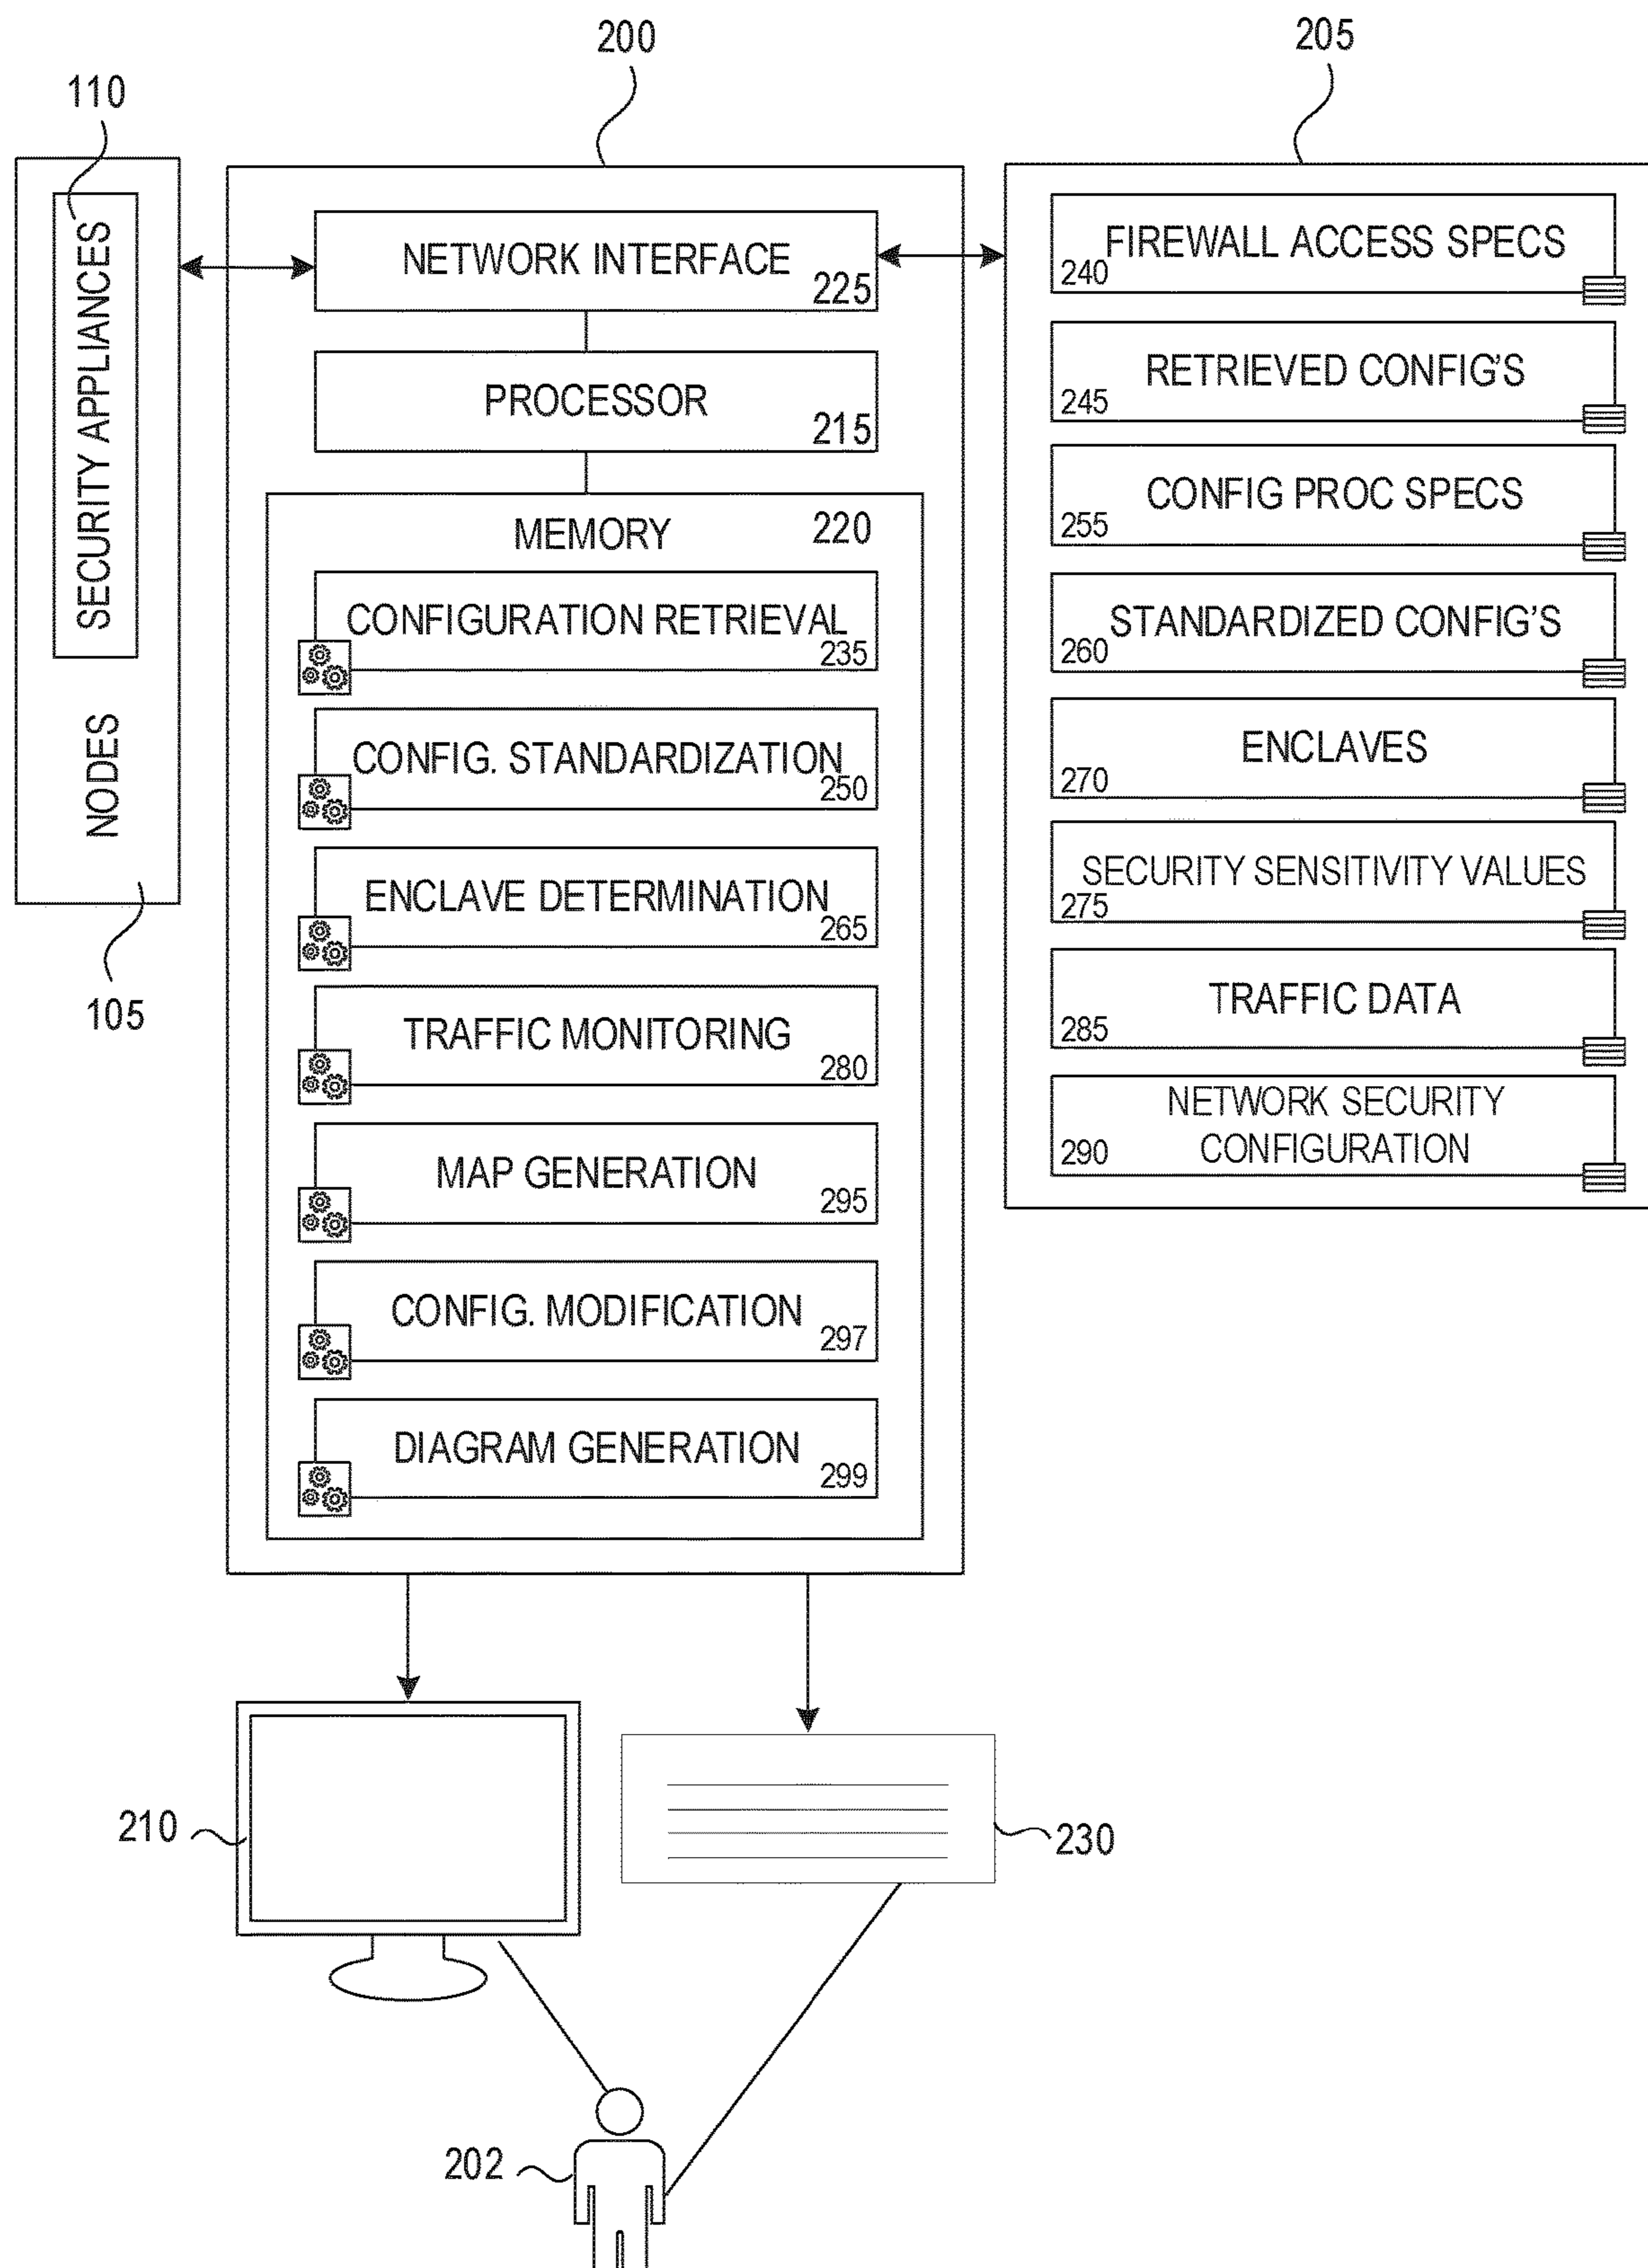 200
205
110
SECURITY APPLIANCES
NODES
105
NETWORK INTERFACE
225
PROCESSOR
215
MEMORY
220
CONFIGURATION RETRIEVAL
235
CONFIG. STANDARDIZATION
250
ENCLAVE DETERMINATION
265
TRAFFIC MONITORING
280
MAP GENERATION
295
CONFIG. MODIFICATION
297
DIAGRAM GENERATION
299
FIREWALL ACCESS SPECS
240
RETRIEVED CONFIG'S
245
CONFIG PROC SPECS
255
STANDARDIZED CONFIG'S
260
ENCLAVES
270
SECURITY SENSITIVITY VALUES
275
TRAFFIC DATA
285
NETWORK SECURITY
CONFIGURATION
290
210
230
202